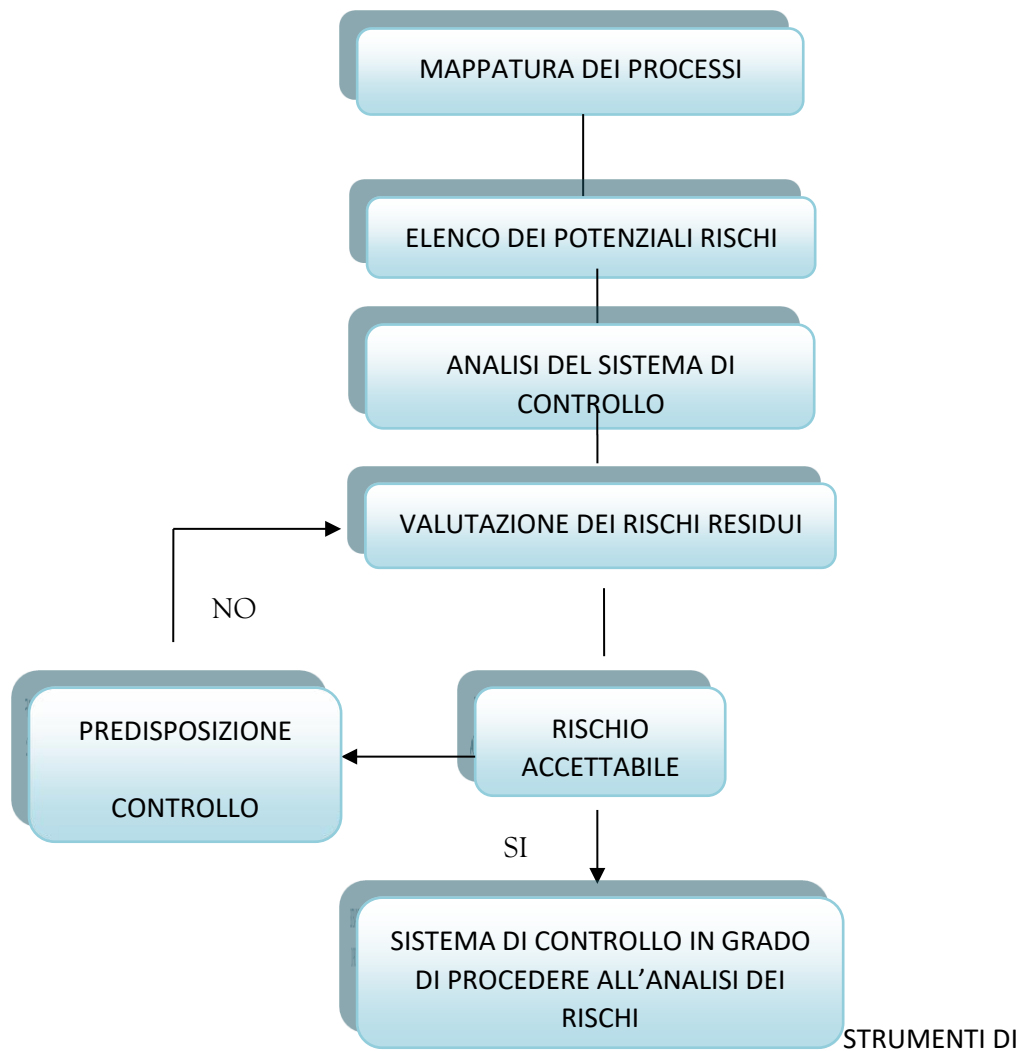 MAPPATURA DEI PROCESSI
ELENCO DEI POTENZIALI RISCHI
ANALISI DEL SISTEMA DI
CONTROLLO
VALUTAZIONE DEI RISCHI RESIDUI
NO
PREDISPOSIZIONE
CONTROLLO
RISCHIO
ACCETTABILE
SI
SISTEMA DI CONTROLLO IN GRADO
DI PROCEDERE ALL’ANALISI DEI
RISCHI
STRUMENTI DI